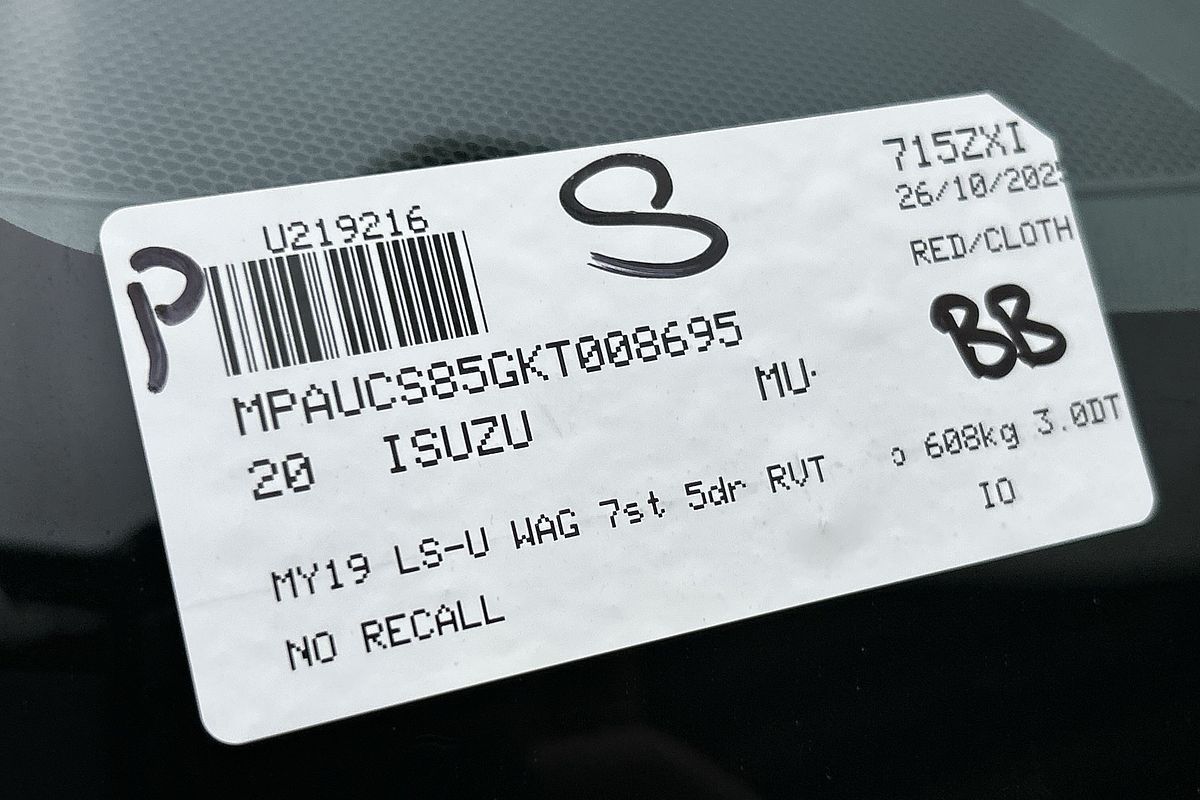 U219216
P
S
715ZXI
26/10/202
RED/CLOTH
BB
MPAUCS85GKT008695
20 ISUZU MU-
MY19 LS-U WAG 7st 5dr RVT 608kg 3.0DT
IO
NO RECALL